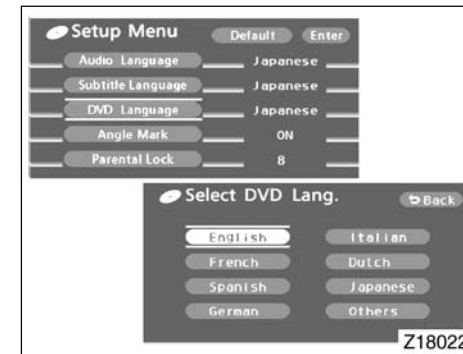 Setup Menu Default Enter
Audio Language Japanese
Subtitle Language Japanese
DVD Language Japanese
Angle Mark ON
Parental Lock 8
Select DVD Lang. Back
English Italian
French Dutch
Spanish Japanese
German Others
Z18022